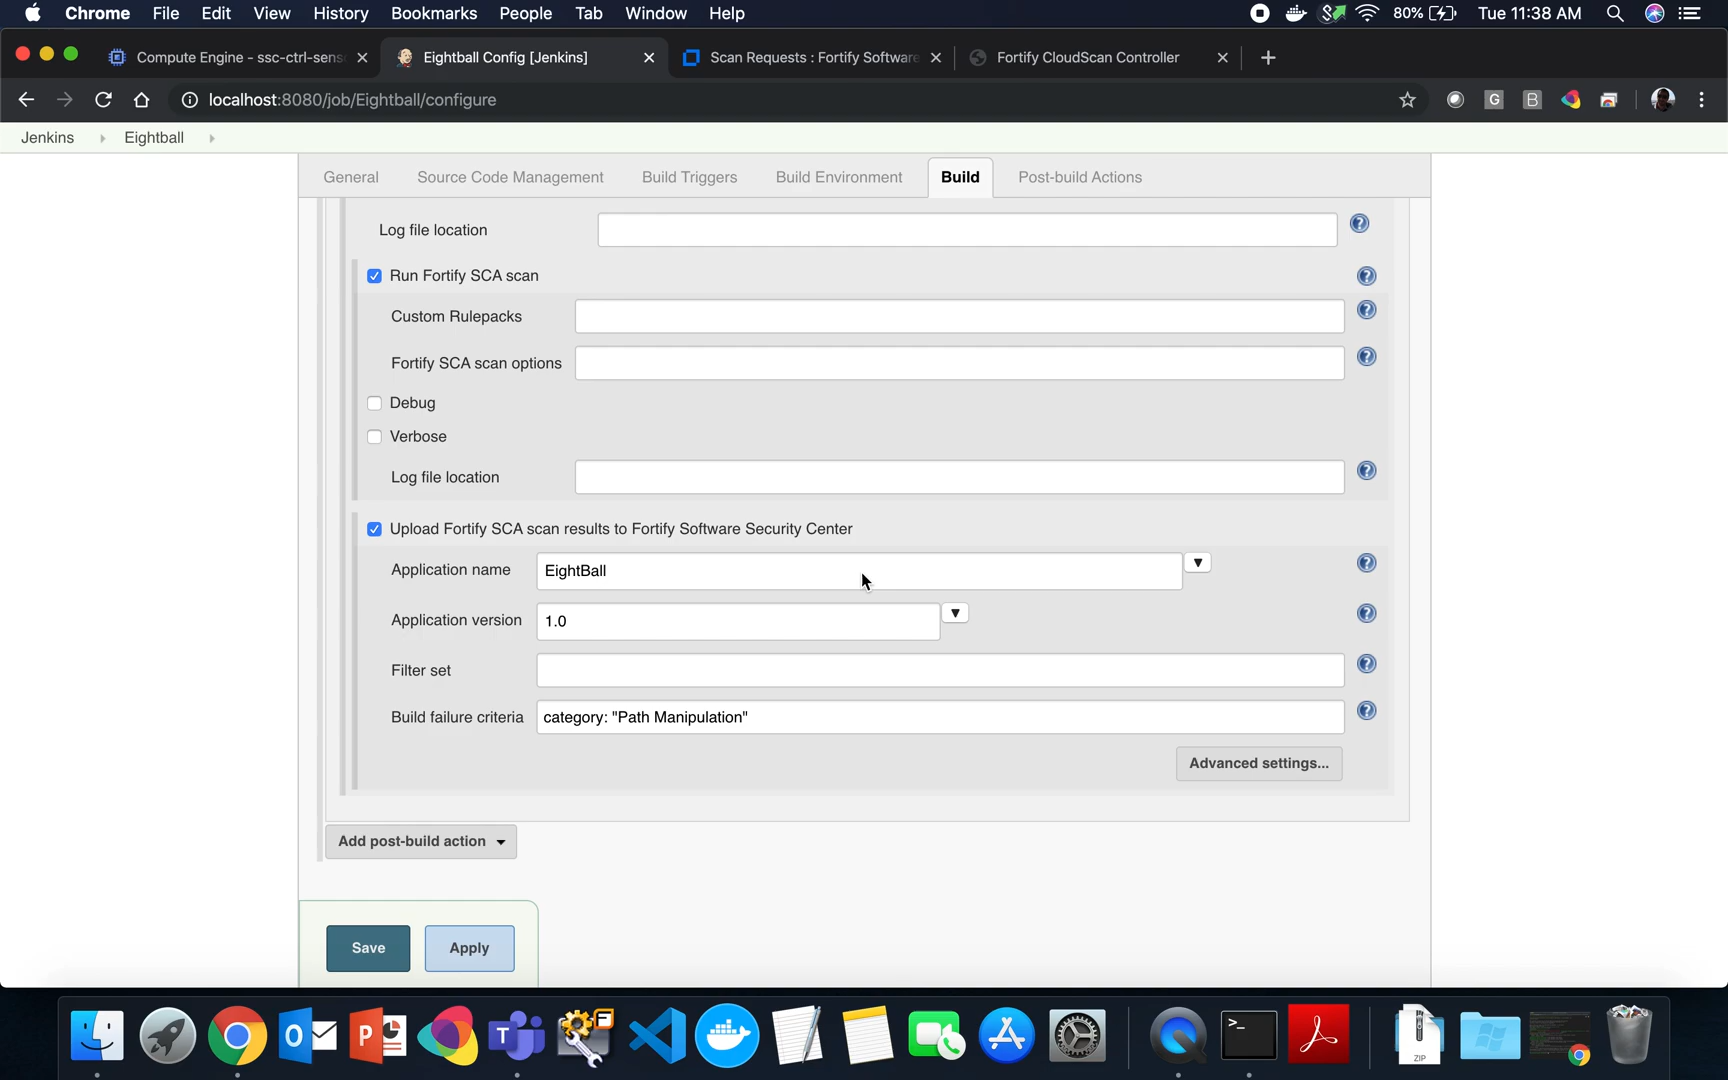 Chrome File Edit View History Bookmarks People Tab Window Help 80% Tue 11:38 AM
Compute Engine - ssc-ctrl-sens
Eightball Config [Jenkins]
Scan Requests : Fortify Software
Fortify CloudScan Controller
localhost:8080/job/Eightball/configure
G
B
Jenkins Eightball
General Source Code Management Build Triggers Build Environment Build Post-build Actions
Log file location
Run Fortify SCA scan
Custom Rulepacks
Fortify SCA scan options
Debug
Verbose
Log file location
Upload Fortify SCA scan results to Fortify Software Security Center
Application name EightBall
Application version 1.0
Filter set
Build failure criteria category: "Path Manipulation"
Advanced settings...
Add post-build action
Save Apply
ZIP